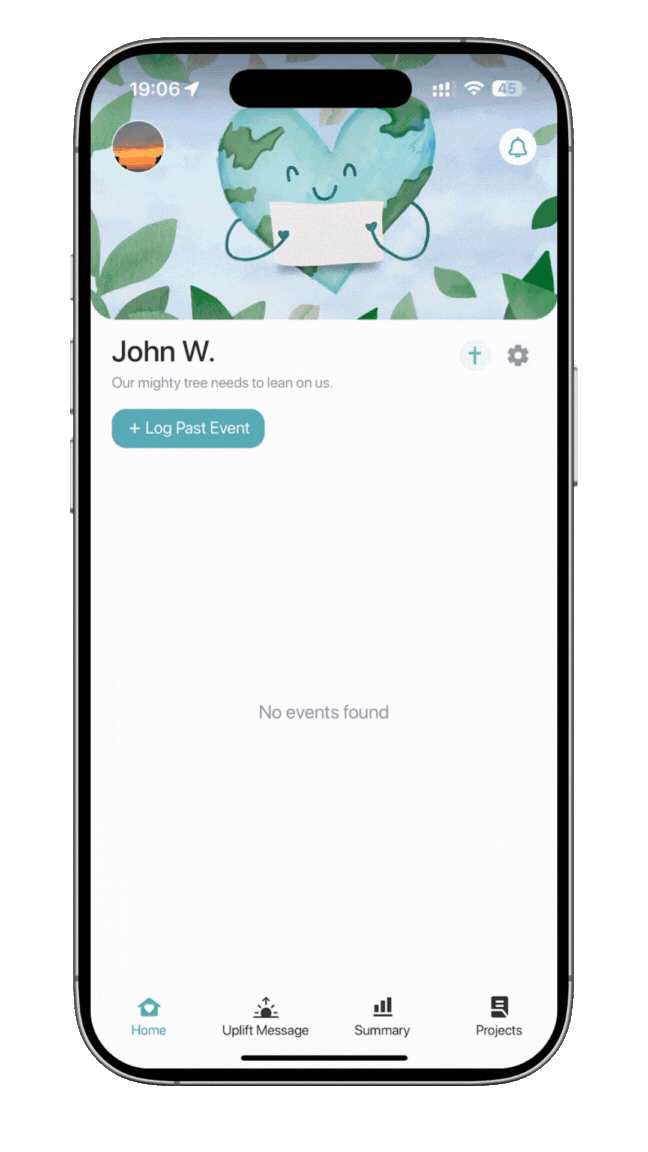 19:06
45
John W.
Our mighty tree needs to lean on us.
+ Log Past Event
No events found
Home
Uplift Message
Summary
Projects